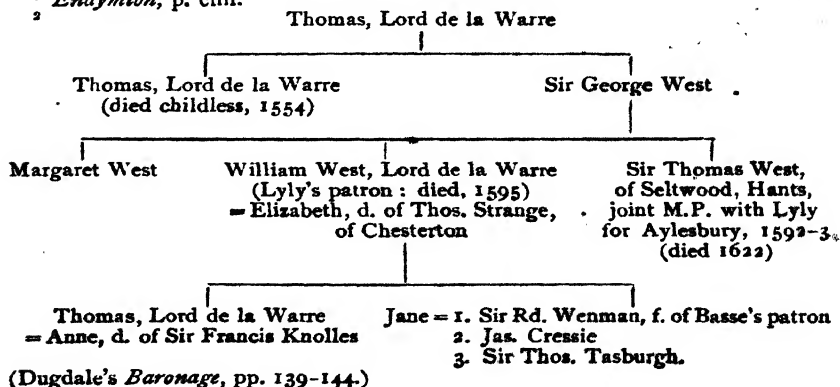 Endymion, p. cliii.
2
Thomas, Lord de la Warre
Thomas, Lord de la Warre
(died childless, 1554)
Sir George West
Margaret West
William West, Lord de la Warre
(Lyly's patron : died, 1595)
= Elizabeth, d. of Thos. Strange,
of Chesterton
Sir Thomas West,
of Seltwood, Hants,
joint M.P. with Lyly
for Aylesbury, 1592-3
(died 1622)
Thomas, Lord de la Warre
= Anne, d. of Sir Francis Knolles
Jane = 1. Sir Rd. Wenman, f. of Basse's patron
2. Jas. Cressie
3. Sir Thos. Tasburgh.
(Dugdale's Baronage, pp. 139-144.)